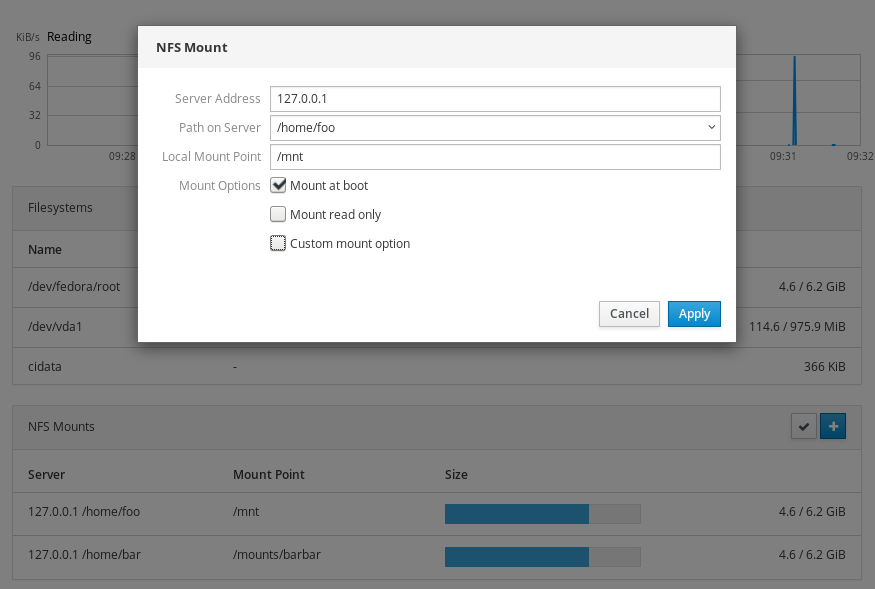 KiB/s Reading
96
64
32
0
09:28
09:31
09:32
NFS Mount
Server Address 127.0.0.1
Path on Server /home/foo
Local Mount Point /mnt
Mount Options Mount at boot
Mount read only
Custom mount option
Cancel Apply
Filesystems
Name
/dev/fedora/root 4.6 / 6.2 GiB
/dev/vda1 114.6 / 975.9 MiB
cidata - 366 KiB
NFS Mounts
Server Mount Point Size
127.0.0.1 /home/foo /mnt 4.6 / 6.2 GiB
127.0.0.1 /home/bar /mounts/barbar 4.6 / 6.2 GiB